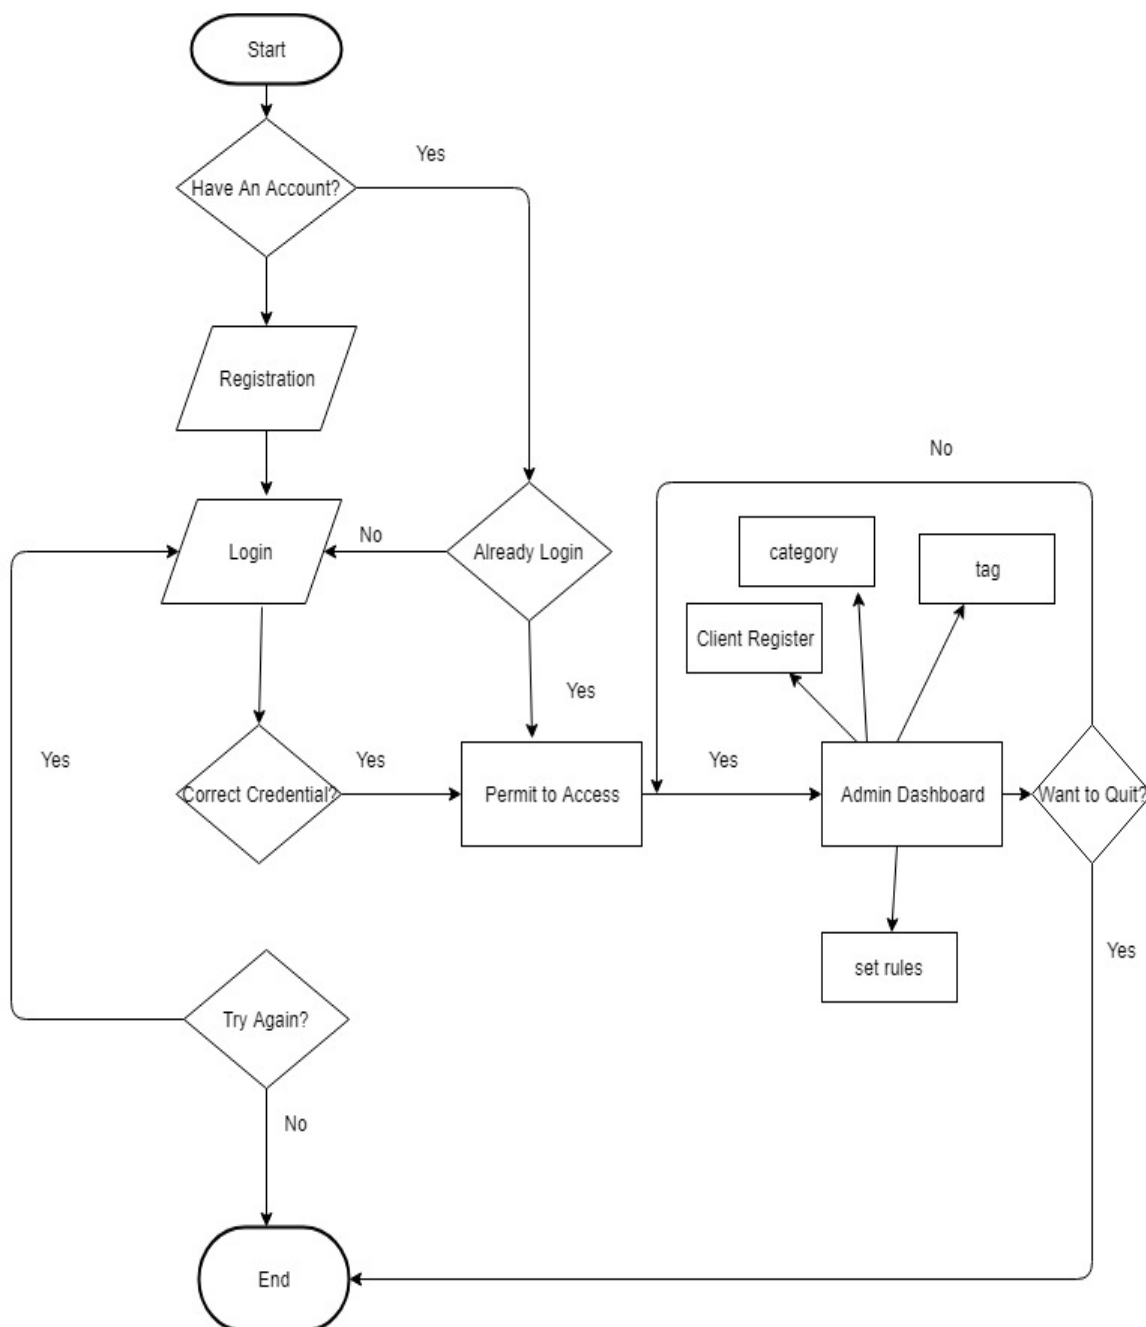 Start
Yes
Have An Account?
Registration
No
Login
No
Already Login
category
tag
Client Register
Yes
Yes
Yes
Yes
Correct Credential?
Permit to Access
Admin Dashboard
Want to Quit?
Yes
set rules
Try Again?
No
End